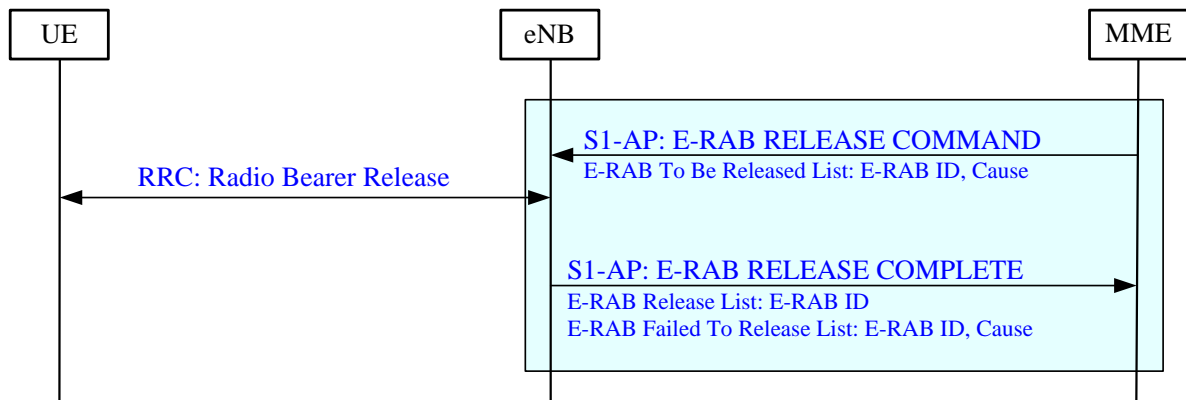 UE
eNB
MME
S1-AP: E-RAB RELEASE COMMAND
E-RAB To Be Released List: E-RAB ID, Cause
RRC: Radio Bearer Release
S1-AP: E-RAB RELEASE COMPLETE
E-RAB Release List: E-RAB ID
E-RAB Failed To Release List: E-RAB ID, Cause